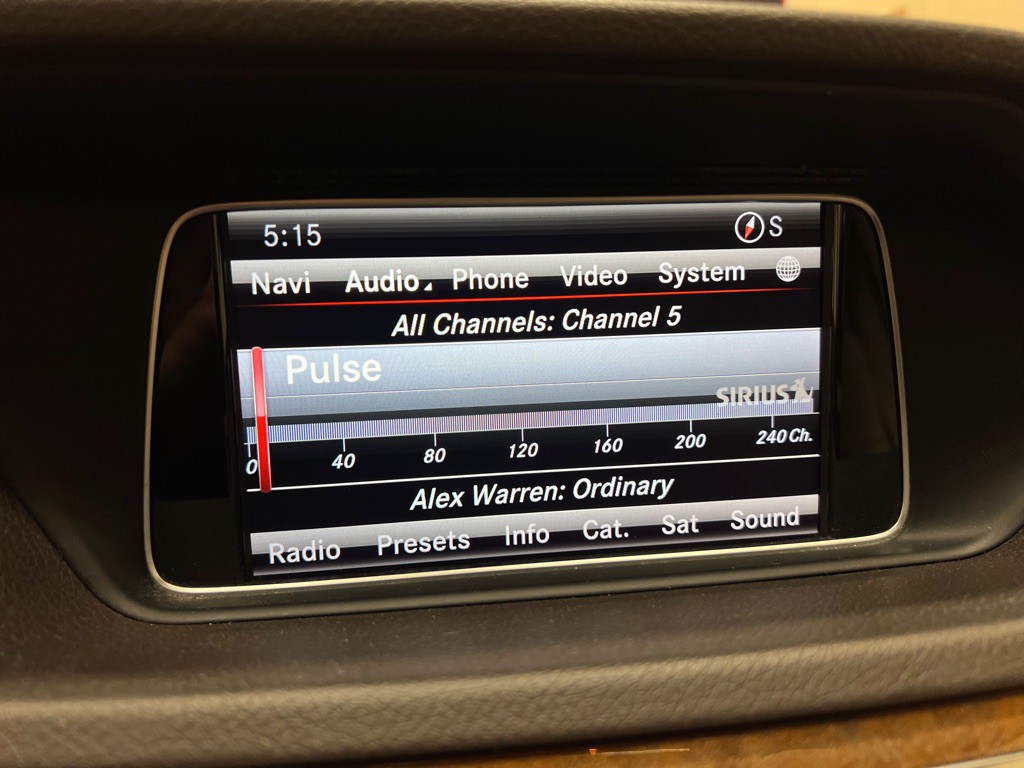 5:15 S
Navi Audio Phone Video System
All Channels: Channel 5
Pulse
SIRIUS
0 40 80 120 160 200 240 Ch.
Alex Warren: Ordinary
Radio Presets Info Cat. Sat Sound